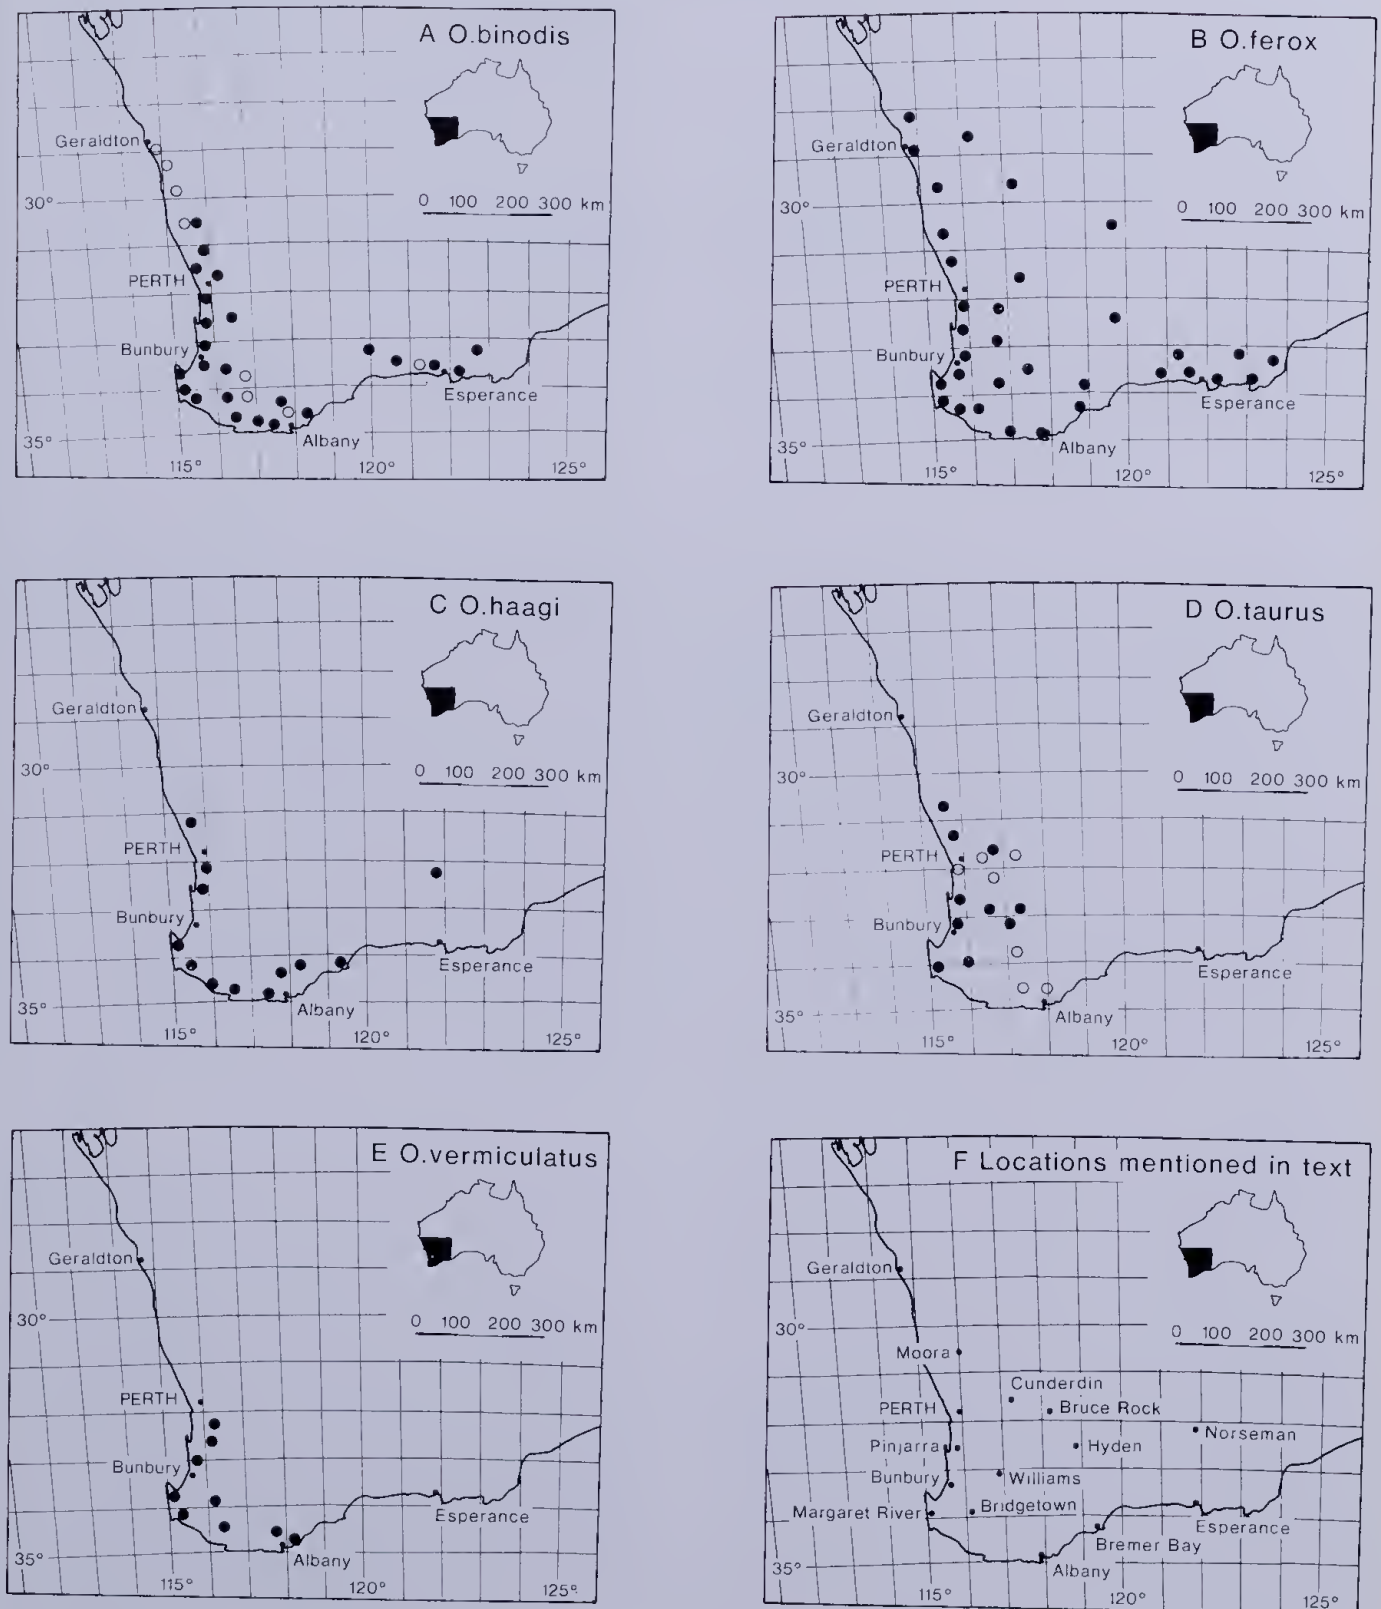 A O.binodis
Geraldton
0 100 200 300 km
30°
PERTH
Bunbury
Esperance
Albany
35°
115° 120° 125°
B O.ferox
Geraldton
0 100 200 300 km
30°
PERTH
Bunbury
Esperance
Albany
35°
115° 120° 125°
C O.haagi
Geraldton
0 100 200 300 km
30°
PERTH
Bunbury
Esperance
Albany
35°
115° 120° 125°
D O.taurus
Geraldton
0 100 200 300 km
30°
PERTH
Bunbury
Esperance
Albany
35°
115° 120° 125°
E O.vermiculatus
Geraldton
0 100 200 300 km
30°
PERTH
Bunbury
Esperance
Albany
35°
115° 120° 125°
F Locations mentioned in text
Geraldton
0 100 200 300 km
30°
Moora
Cunderdin
PERTH Bruce Rock
Norseman
Pinjarra Hyden
Bunbury Williams
Margaret River Bridgetown
Esperance
Bremer Bay
Albany
35°
115° 120° 125°